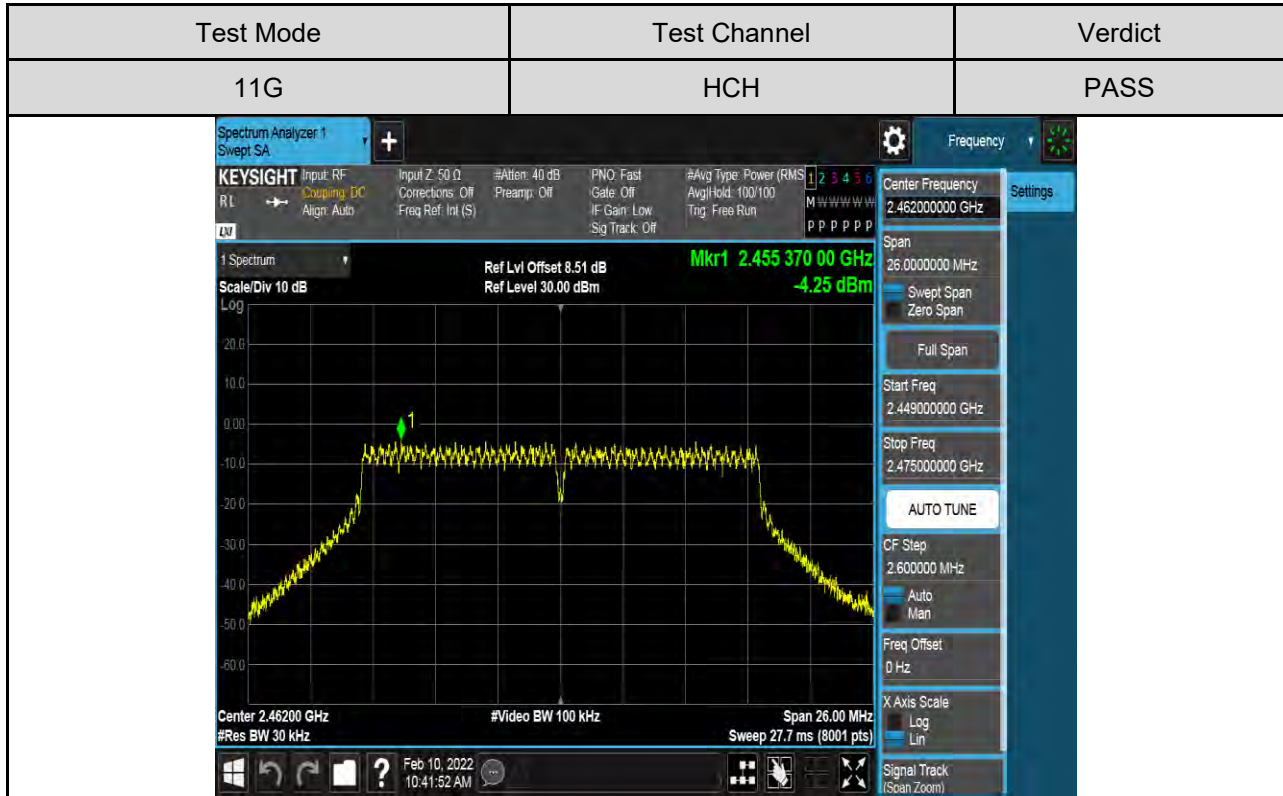 Test Mode Test Channel Verdict
11G HCH PASS
Spectrum Analyzer 1
Swept SA
+
Frequency
KEYSIGHT Input: RF Input Z: 50 Ω #Atten: 40 dB PNO: Fast #Avg Type: Power (RMS 1 2 3 4 5 6
RL Coupling: DC Corrections: Off Preamp: Off Gate: Off Avg|Hold: 100/100 M W W W W W
Align: Auto Freq Ref: Int (S) IF Gain: Low Trig: Free Run
LXI Sig Track: Off P P P P P P
Center Frequency
2.462000000 GHz
Settings
1 Spectrum
Scale/Div 10 dB
Ref Lvl Offset 8.51 dB
Ref Level 30.00 dBm
Mkr1 2.455 370 00 GHz
-4.25 dBm
Log
20.0
10.0
0.00
-10.0
-20.0
-30.0
-40.0
-50.0
-60.0
1
Center 2.46200 GHz #Video BW 100 kHz Span 26.00 MHz
#Res BW 30 kHz Sweep 27.7 ms (8001 pts)
Span
26.0000000 MHz
Swept Span
Zero Span
Full Span
Start Freq
2.449000000 GHz
Stop Freq
2.475000000 GHz
AUTO TUNE
CF Step
2.600000 MHz
Auto
Man
Freq Offset
0 Hz
X Axis Scale
Log
Lin
Signal Track
(Span Zoom)
?
Feb 10, 2022
10:41:52 AM